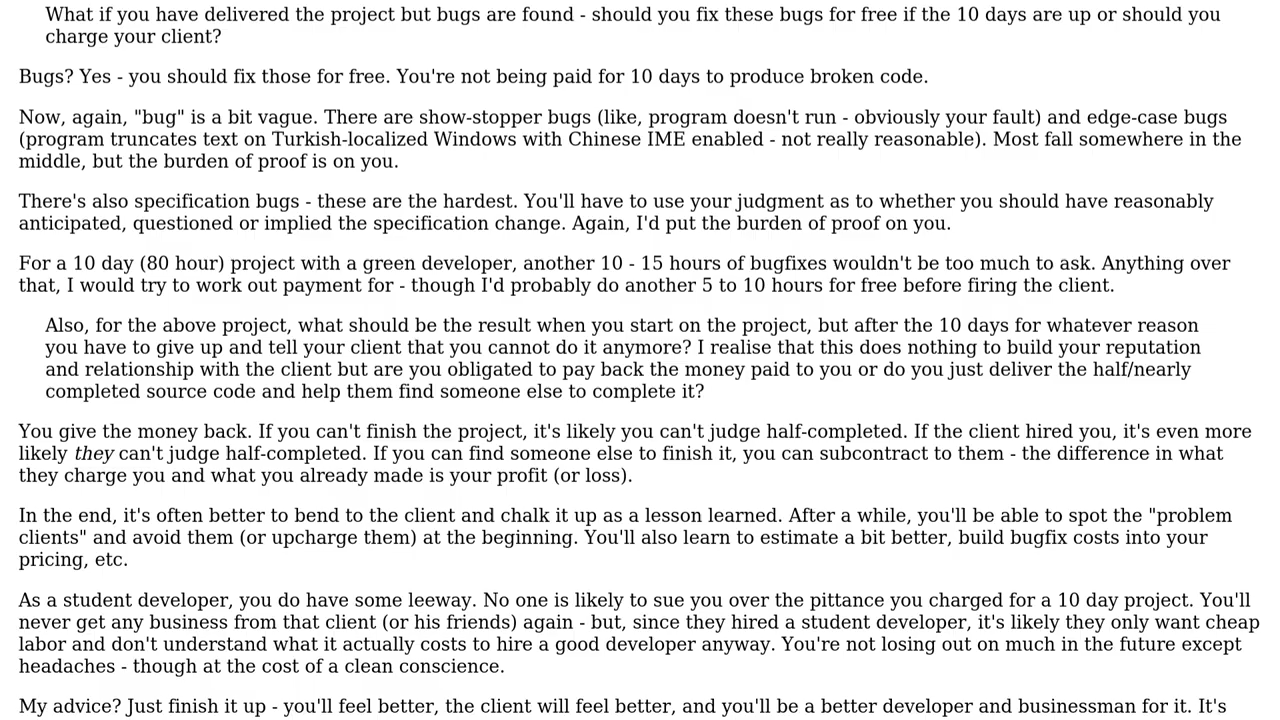 What if you have delivered the project but bugs are found - should you fix these bugs for free if the 10 days are up or should you
charge your client?
Bugs? Yes - you should fix those for free. You're not being paid for 10 days to produce broken code.
Now, again, "bug" is a bit vague. There are show-stopper bugs (like, program doesn't run - obviously your fault) and edge-case bugs
(program truncates text on Turkish-localized Windows with Chinese IME enabled - not really reasonable). Most fall somewhere in the
middle, but the burden of proof is on you.
There's also specification bugs - these are the hardest. You'll have to use your judgment as to whether you should have reasonably
anticipated, questioned or implied the specification change. Again, I'd put the burden of proof on you.
For a 10 day (80 hour) project with a green developer, another 10 - 15 hours of bugfixes wouldn't be too much to ask. Anything over
that, I would try to work out payment for - though I'd probably do another 5 to 10 hours for free before firing the client.
Also, for the above project, what should be the result when you start on the project, but after the 10 days for whatever reason
you have to give up and tell your client that you cannot do it anymore? I realise that this does nothing to build your reputation
and relationship with the client but are you obligated to pay back the money paid to you or do you just deliver the half/nearly
completed source code and help them find someone else to complete it?
You give the money back. If you can't finish the project, it's likely you can't judge half-completed. If the client hired you, it's even more
likely they can't judge half-completed. If you can find someone else to finish it, you can subcontract to them - the difference in what
they charge you and what you already made is your profit (or loss).
In the end, it's often better to bend to the client and chalk it up as a lesson learned. After a while, you'll be able to spot the "problem
clients" and avoid them (or upcharge them) at the beginning. You'll also learn to estimate a bit better, build bugfix costs into your
pricing, etc.
As a student developer, you do have some leeway. No one is likely to sue you over the pittance you charged for a 10 day project. You'll
never get any business from that client (or his friends) again - but, since they hired a student developer, it's likely they only want cheap
labor and don't understand what it actually costs to hire a good developer anyway. You're not losing out on much in the future except
headaches - though at the cost of a clean conscience.
My advice? Just finish it up - you'll feel better, the client will feel better, and you'll be a better developer and businessman for it. It's